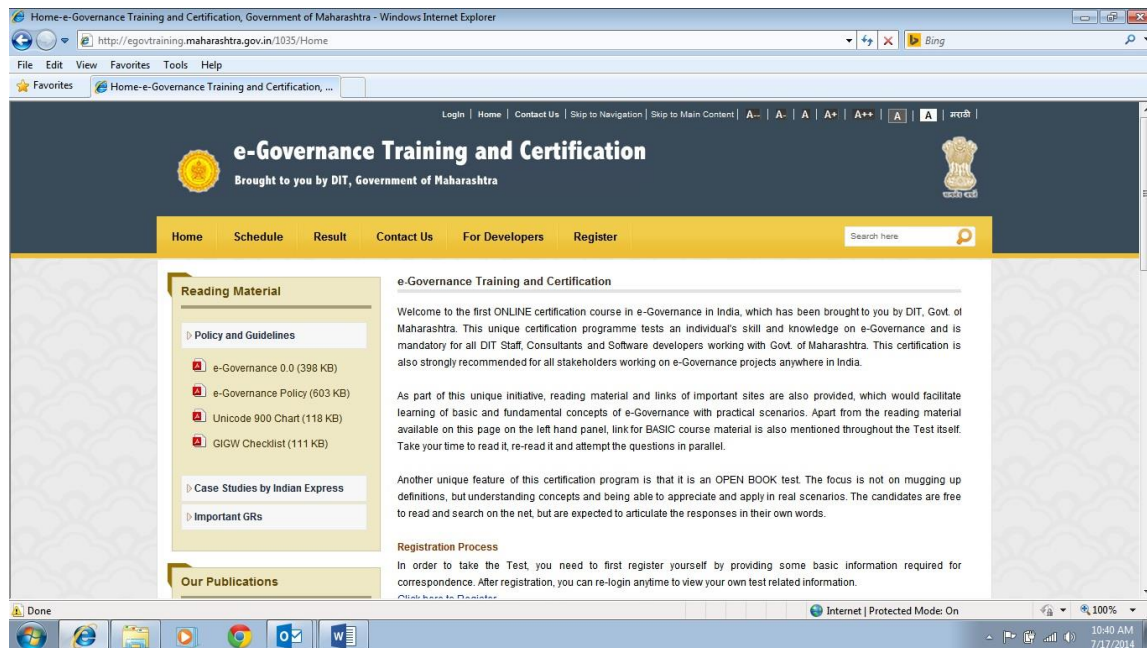 Home-e-Governance Training and Certification, Government of Maharashtra - Windows Internet Explorer
http://egovtraining.maharashtra.gov.in/1035/Home
Bing
File Edit View Favorites Tools Help
Favorites
Home-e-Governance Training and Certification, ...
Login | Home | Contact Us | Skip to Navigation | Skip to Main Content | A-- | A- | A | A+ | A++ | A | A | मराठी |
e-Governance Training and Certification
Brought to you by DIT, Government of Maharashtra
Home Schedule Result Contact Us For Developers Register
Search here
Reading Material
Policy and Guidelines
e-Governance 0.0 (398 KB)
e-Governance Policy (603 KB)
Unicode 900 Chart (118 KB)
GIGW Checklist (111 KB)
Case Studies by Indian Express
Important GRs
Our Publications
e-Governance Training and Certification
Welcome to the first ONLINE certification course in e-Governance in India, which has been brought to you by DIT, Govt. of
Maharashtra. This unique certification programme tests an individual's skill and knowledge on e-Governance and is
mandatory for all DIT Staff, Consultants and Software developers working with Govt. of Maharashtra. This certification is
also strongly recommended for all stakeholders working on e-Governance projects anywhere in India.
As part of this unique initiative, reading material and links of important sites are also provided, which would facilitate
learning of basic and fundamental concepts of e-Governance with practical scenarios. Apart from the reading material
available on this page on the left hand panel, link for BASIC course material is also mentioned throughout the Test itself.
Take your time to read it, re-read it and attempt the questions in parallel.
Another unique feature of this certification program is that it is an OPEN BOOK test. The focus is not on mugging up
definitions, but understanding concepts and being able to appreciate and apply in real scenarios. The candidates are free
to read and search on the net, but are expected to articulate the responses in their own words.
Registration Process
In order to take the Test, you need to first register yourself by providing some basic information required for
correspondence. After registration, you can re-login anytime to view your own test related information.
Click here to Register
Done
Internet | Protected Mode: On
100%
10:40 AM
7/17/2014